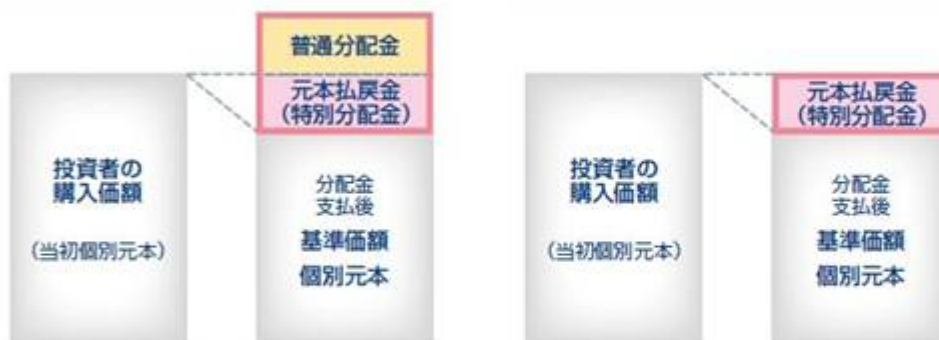 投資者の
購入価額
(当初個別元本)
普通分配金
元本払戻金
(特別分配金)
分配金
支払後
基準価額
個別元本
投資者の
購入価額
(当初個別元本)
元本払戻金
(特別分配金)
分配金
支払後
基準価額
個別元本